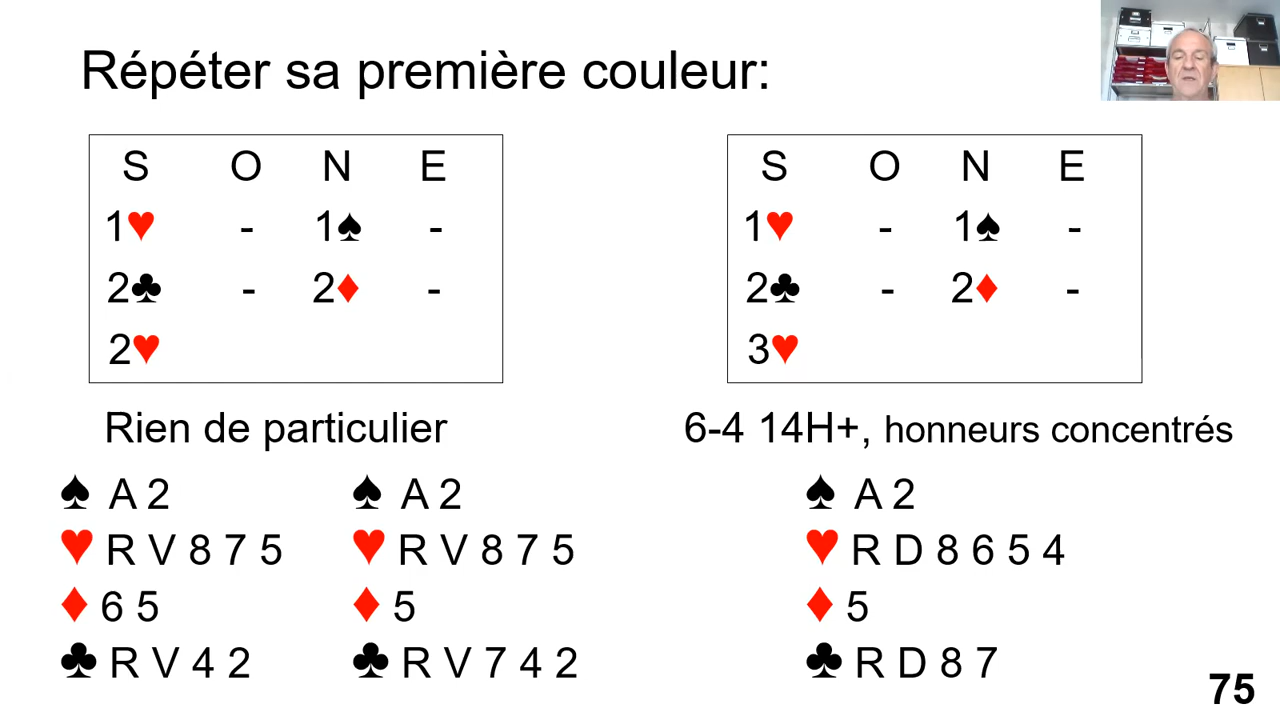 Répéter sa première couleur:
S O N E
1♥ - 1♠ -
2♣ - 2♦ -
2♥
Rien de particulier
♠ A 2
♥ R V 8 7 5
♦ 6 5
♣ R V 4 2
♠ A 2
♥ R V 8 7 5
♦ 5
♣ R V 7 4 2
S O N E
1♥ - 1♠ -
2♣ - 2♦ -
3♥
6-4 14H+, honneurs concentrés
♠ A 2
♥ R D 8 6 5 4
♦ 5
♣ R D 8 7
75